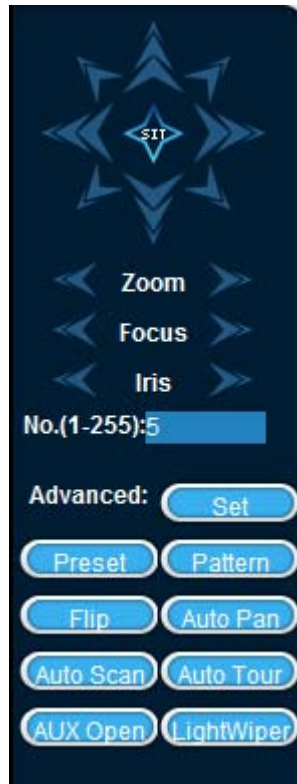 SIT
Zoom
Focus
Iris
No.(1-255):5
Advanced: Set
Preset Pattern
Flip Auto Pan
Auto Scan Auto Tour
AUX Open LightWiper